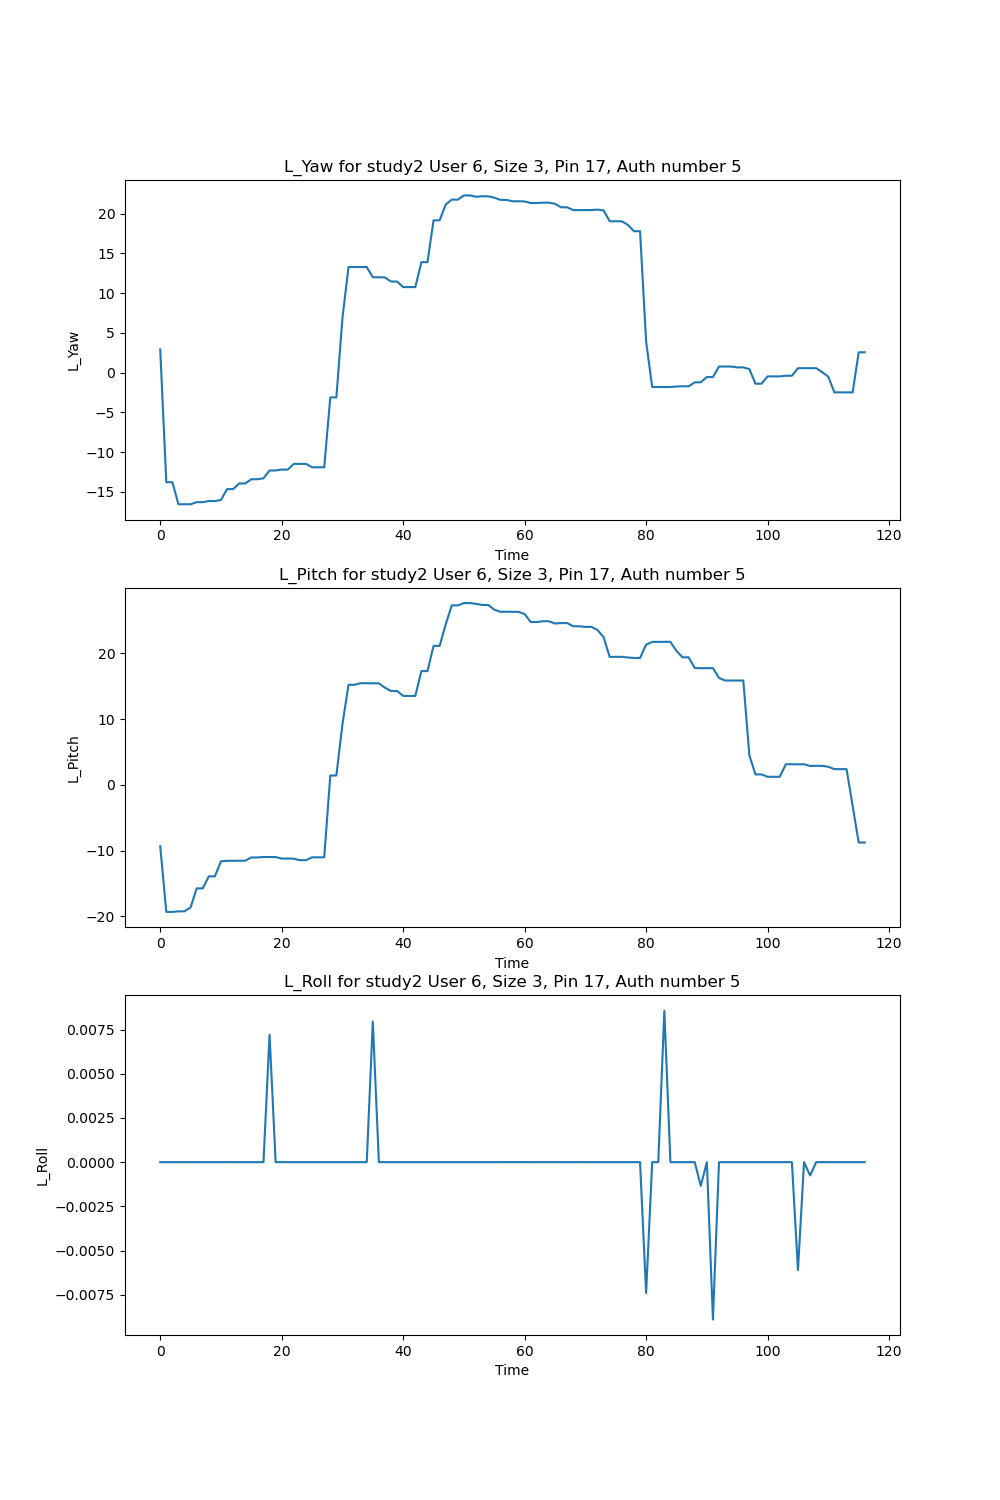 L_Yaw for study2 User 6, Size 3, Pin 17, Auth number 5
20
15
10
5
0
−5
−10
−15
L_Yaw
0 20 40 60 80 100 120
Time
L_Pitch for study2 User 6, Size 3, Pin 17, Auth number 5
20
10
0
−10
−20
L_Pitch
0 20 40 60 80 100 120
Time
L_Roll for study2 User 6, Size 3, Pin 17, Auth number 5
0.0075
0.0050
0.0025
0.0000
−0.0025
−0.0050
−0.0075
L_Roll
0 20 40 60 80 100 120
Time